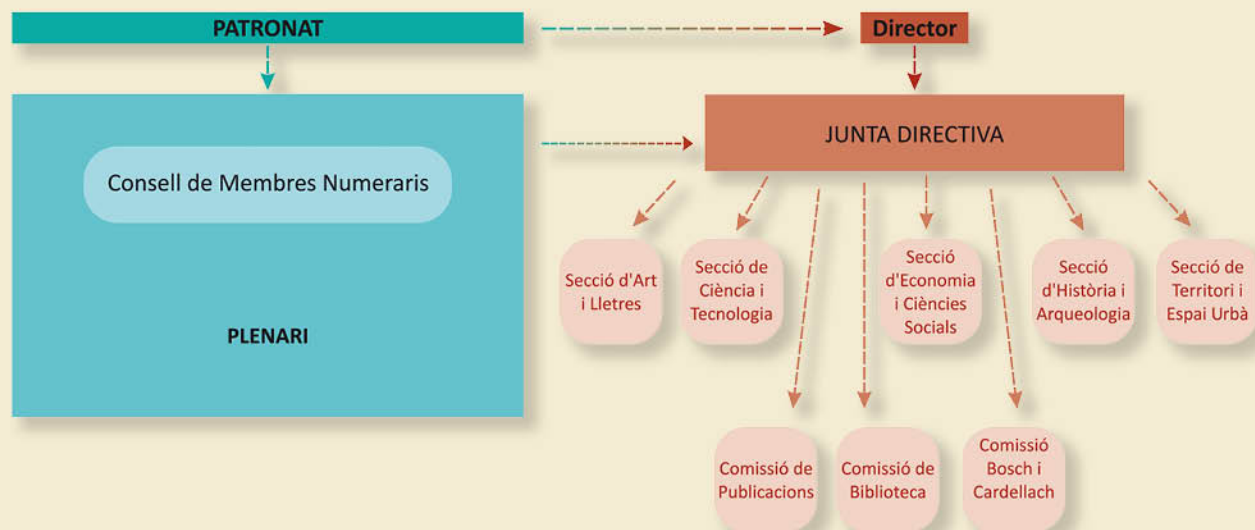 PATRONAT
Director
Consell de Membres Numeraris
PLENARI
JUNTA DIRECTIVA
Secció d'Art
i Lletres
Secció de
Ciència i
Tecnologia
Secció
d'Economia
i Ciències
Socials
Secció
d'Història i
Arqueologia
Secció de
Territori i
Espai Urbà
Comissió de
Publicacions
Comissió de
Biblioteca
Comissió
Bosch i
Cardellach